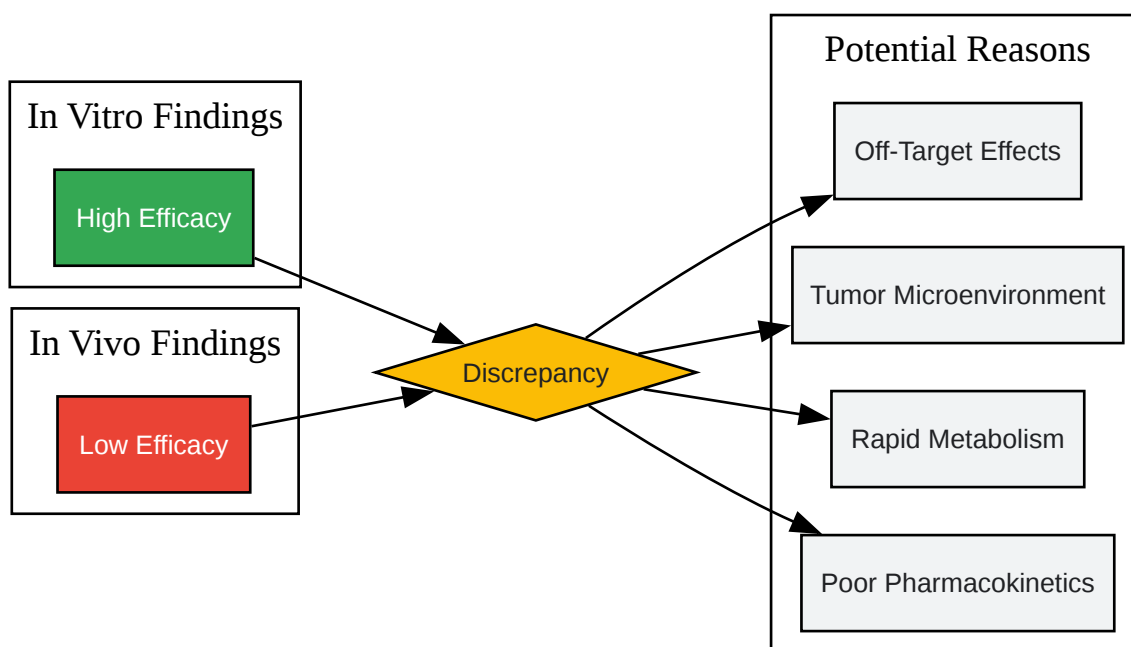 In Vitro Findings
High Efficacy
In Vivo Findings
Low Efficacy
Discrepancy
Potential Reasons
Off-Target Effects
Tumor Microenvironment
Rapid Metabolism
Poor Pharmacokinetics